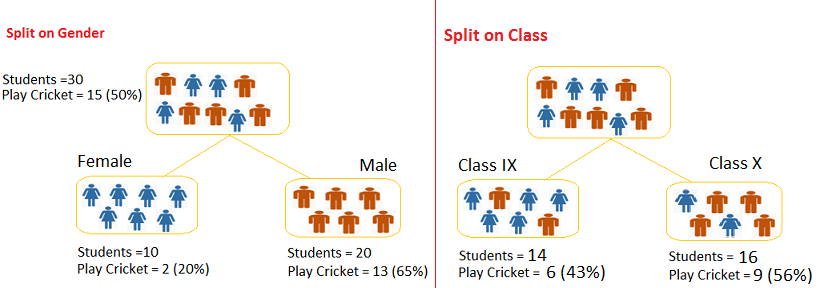 Split on Gender
Students =30
Play Cricket = 15 (50%)
Female
Male
Students =10
Play Cricket = 2 (20%)
Students = 20
Play Cricket = 13 (65%)
Split on Class
Class IX
Class X
Students = 14
Play Cricket = 6 (43%)
Students = 16
Play Cricket = 9 (56%)